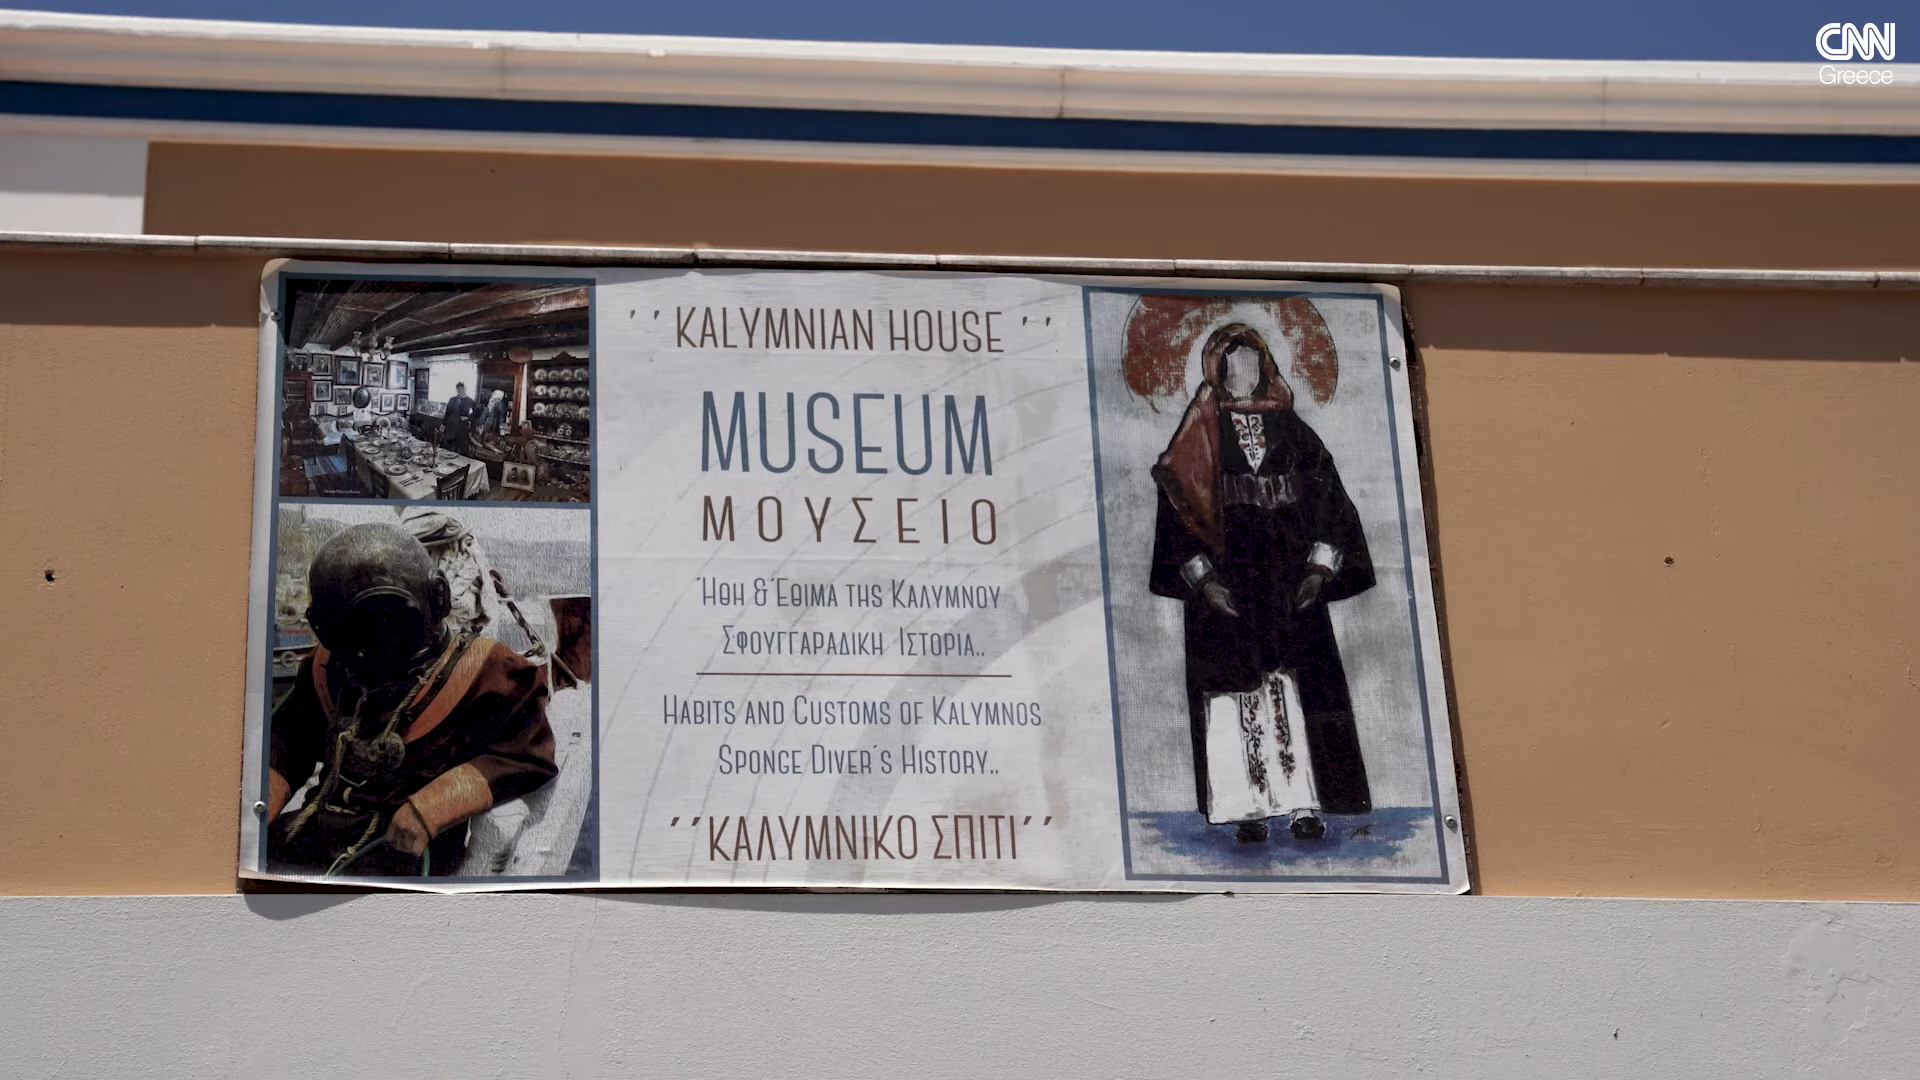 CNN
Greece
´´KALYMNIAN HOUSE´´
MUSEUM
ΜΟΥΣΕΙΟ
Ήθη & Έθιμα της Καλύμνου
Σφουγγαράδικη Ιστορία..
Habits and Customs of Kalymnos
Sponge Diver´s History..
´´ΚΑΛΥΜΝΙΚΟ ΣΠΙΤΙ´´